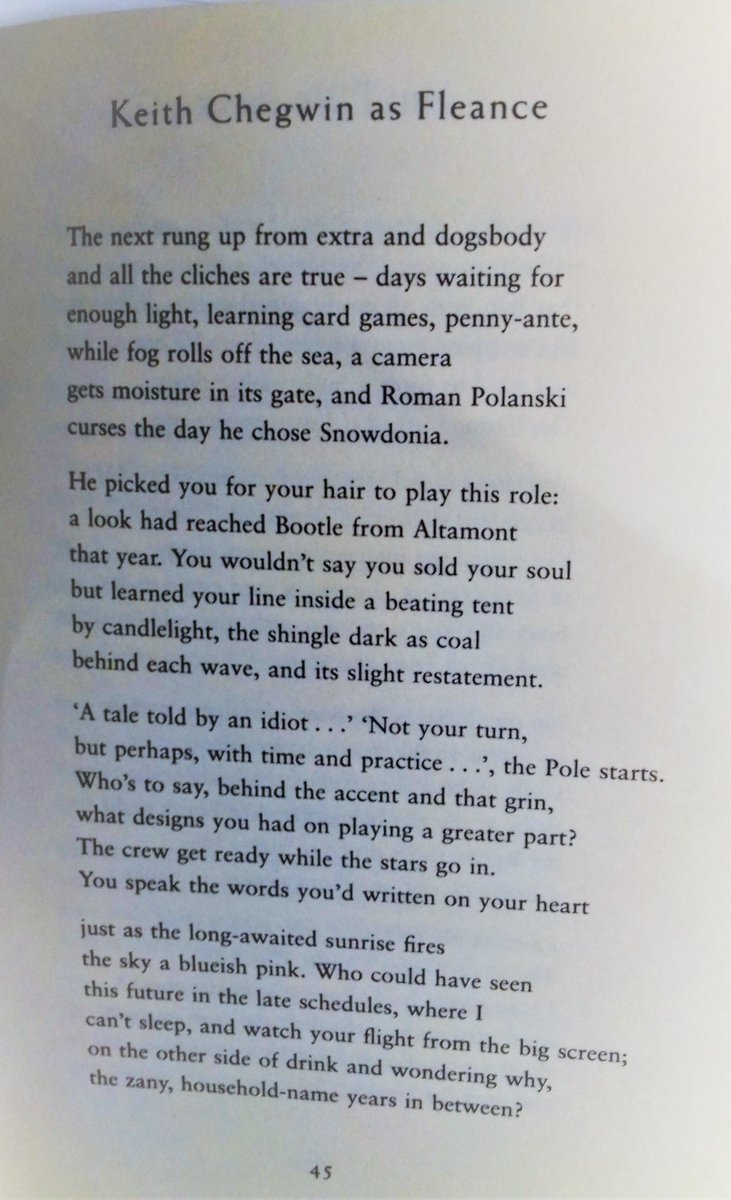 Keith Chegwin as Fleance
The next rung up from extra and dogsbody
and all the cliches are true – days waiting for
enough light, learning card games, penny-ante,
while fog rolls off the sea, a camera
gets moisture in its gate, and Roman Polanski
curses the day he chose Snowdonia.
He picked you for your hair to play this role:
a look had reached Bootle from Altamont
that year. You wouldn’t say you sold your soul
but learned your line inside a beating tent
by candlelight, the shingle dark as coal
behind each wave, and its slight restatement.
‘A tale told by an idiot . . .’ ‘Not your turn,
but perhaps, with time and practice . . .’, the Pole starts.
Who’s to say, behind the accent and that grin,
what designs you had on playing a greater part?
The crew get ready while the stars go in.
You speak the words you’d written on your heart
just as the long-awaited sunrise fires
the sky a blueish pink. Who could have seen
this future in the late schedules, where I
can’t sleep, and watch your flight from the big screen;
on the other side of drink and wondering why,
the zany, household-name years in between?
45